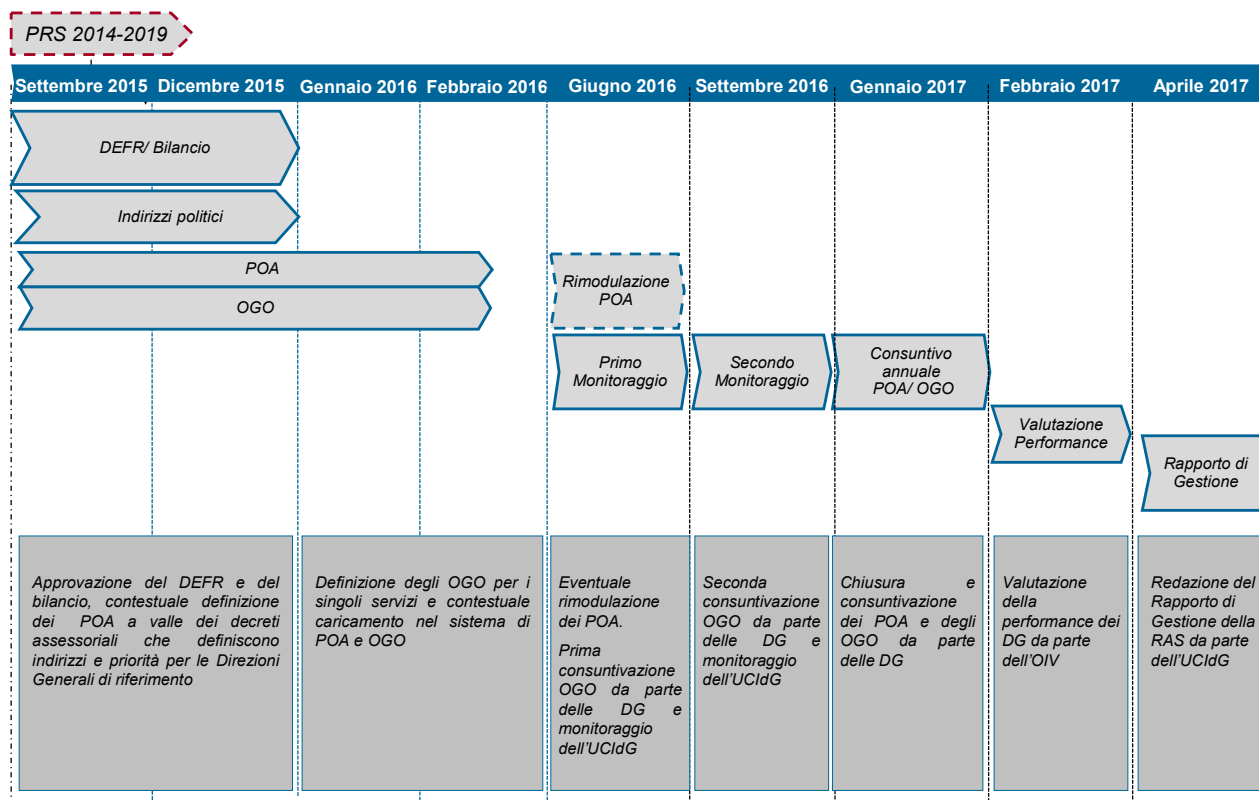 PRS 2014-2019
Settembre 2015 Dicembre 2015 Gennaio 2016 Febbraio 2016 Giugno 2016 Settembre 2016 Gennaio 2017 Febbraio 2017 Aprile 2017
DEFR/ Bilancio
Indirizzi politici
POA
OGO
Rimodulazione
POA
Primo
Monitoraggio
Secondo
Monitoraggio
Consuntivo
annuale
POA/ OGO
Valutazione
Performance
Rapporto di
Gestione
Approvazione del DEFR e del
bilancio, contestuale definizione
dei POA a valle dei decreti
assessoriali che definiscono
indirizzi e priorità per le Direzioni
Generali di riferimento
Definizione degli OGO per i
singoli servizi e contestuale
caricamento nel sistema di
POA e OGO
Eventuale
rimodulazione
dei POA.
Prima
consuntivazione
OGO da parte
delle DG e
monitoraggio
dell'UCIdG
Seconda
consuntivazione
OGO da parte
delle DG e
monitoraggio
dell'UCIdG
Chiusura e
consuntivazione
dei POA e degli
OGO da parte
delle DG
Valutazione
della
performance dei
DG da parte
dell'OIV
Redazione del
Rapporto di
Gestione della
RAS da parte
dell'UCIdG